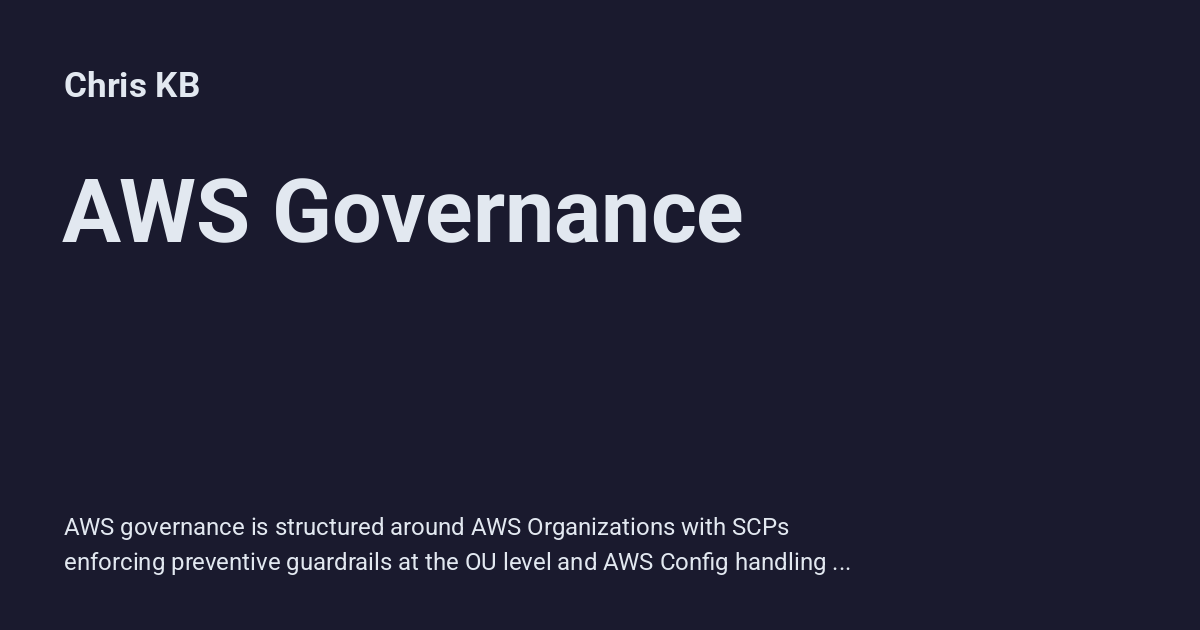 Chris KB
AWS Governance
AWS governance is structured around AWS Organizations with SCPs
enforcing preventive guardrails at the OU level and AWS Config handling ...